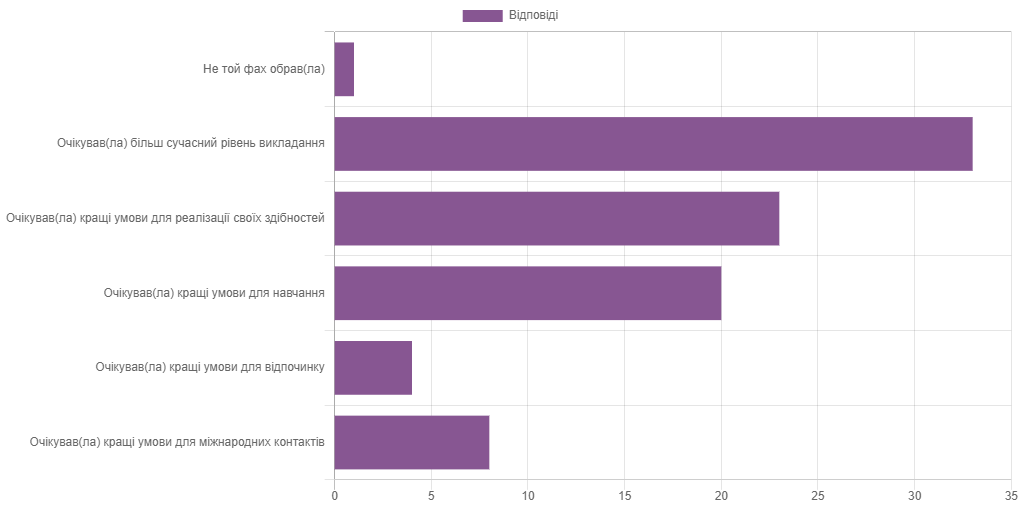 Відповіді
Не той фах обрав(ла)
Очікував(ла) більш сучасний рівень викладання
Очікував(ла) кращі умови для реалізації своїх здібностей
Очікував(ла) кращі умови для навчання
Очікував(ла) кращі умови для відпочинку
Очікував(ла) кращі умови для міжнародних контактів
0 5 10 15 20 25 30 35